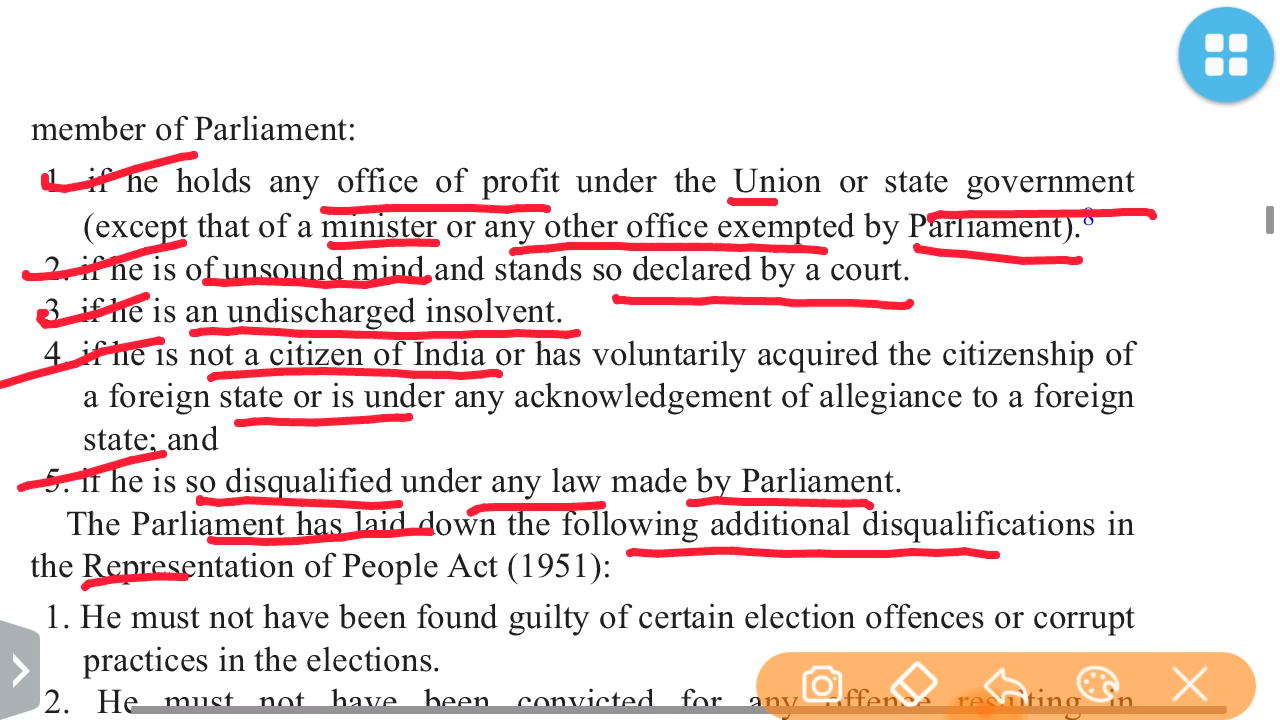 member of Parliament:
1. if he holds any office of profit under the Union or state government
(except that of a minister or any other office exempted by Parliament).8
2. if he is of unsound mind and stands so declared by a court.
3. if he is an undischarged insolvent.
4. if he is not a citizen of India or has voluntarily acquired the citizenship of
a foreign state or is under any acknowledgement of allegiance to a foreign
state; and
5. if he is so disqualified under any law made by Parliament.
The Parliament has laid down the following additional disqualifications in
the Representation of People Act (1951):
1. He must not have been found guilty of certain election offences or corrupt
practices in the elections.
2. He must not have been convicted for any offence resulting in